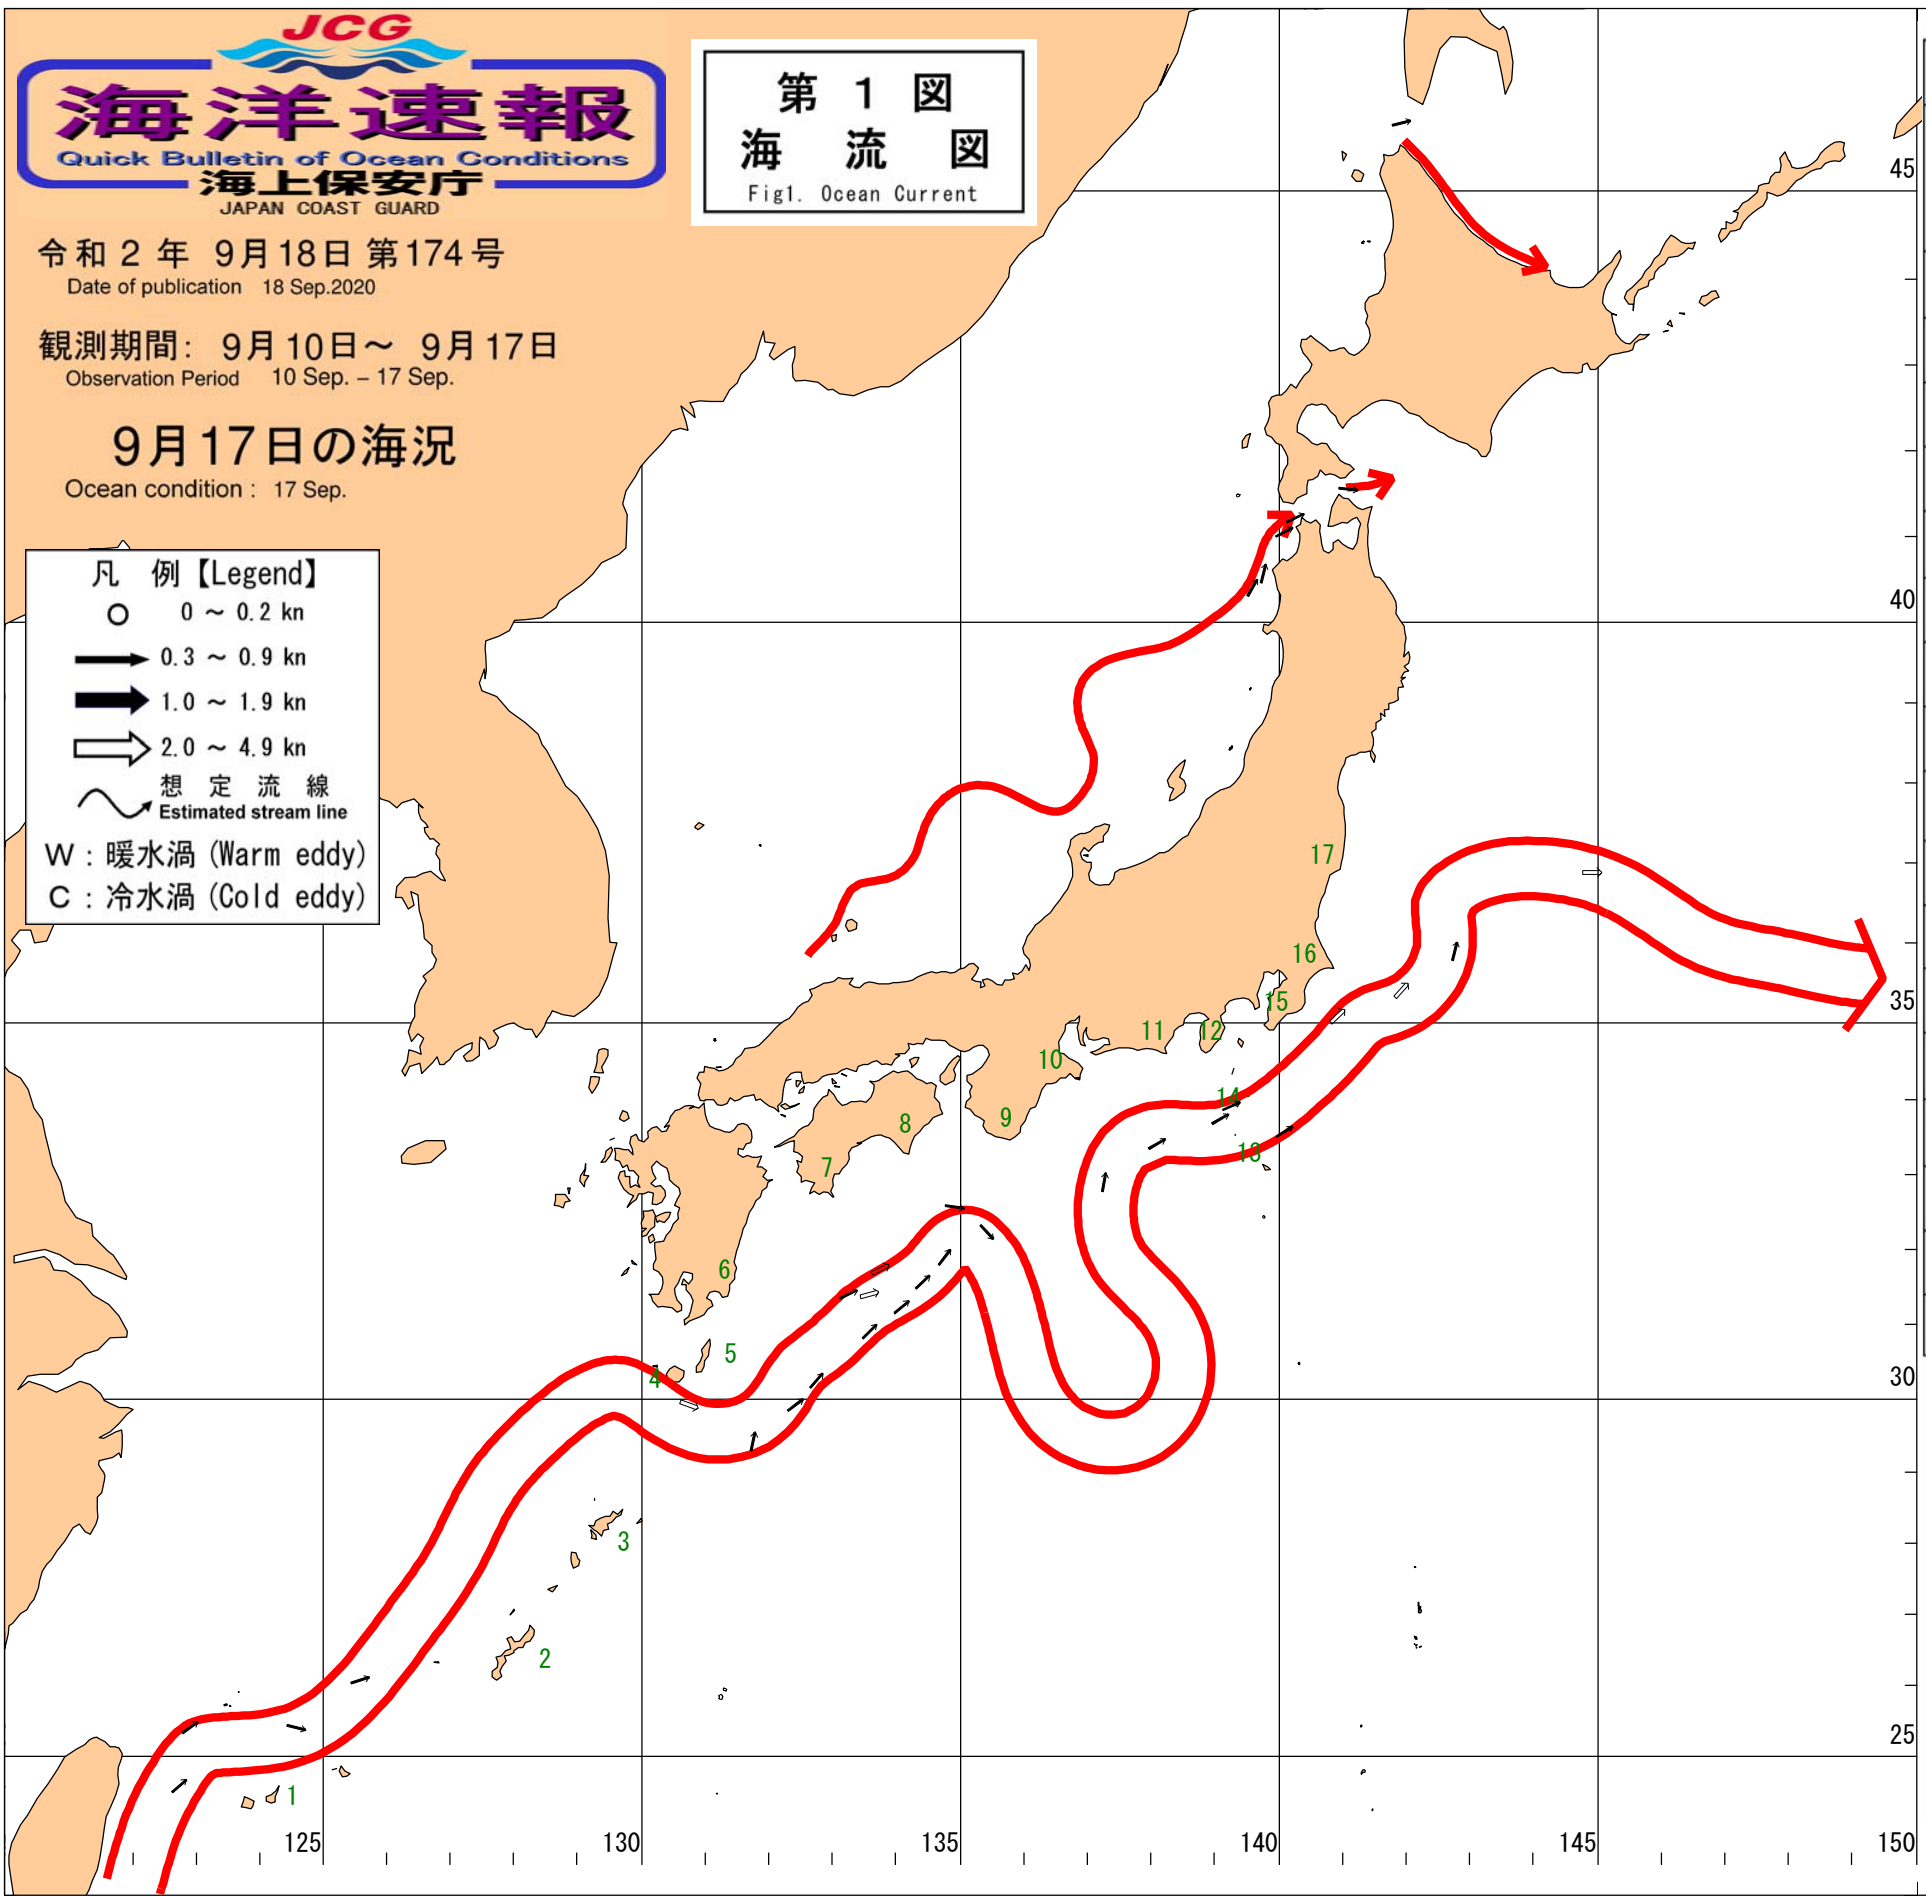 JCG
海洋速報
Quick Bulletin of Ocean Conditions
海上保安庁
JAPAN COAST GUARD
令和2年 9月18日 第174号
Date of publication 18 Sep.2020
観測期間: 9月10日～ 9月17日
Observation Period 10 Sep. – 17 Sep.
9月17日の海況
Ocean condition : 17 Sep.
第1図
海流図
Fig1. Ocean Current
凡 例【Legend】
0 ～ 0.2 kn
0.3 ～ 0.9 kn
1.0 ～ 1.9 kn
2.0 ～ 4.9 kn
想定流線
Estimated stream line
W : 暖水渦 (Warm eddy)
C : 冷水渦 (Cold eddy)
45
40
17
16
35
15
12
11
10
14
9
8
13
7
6
5
4
30
3
2
25
1
125
130
135
140
145
150